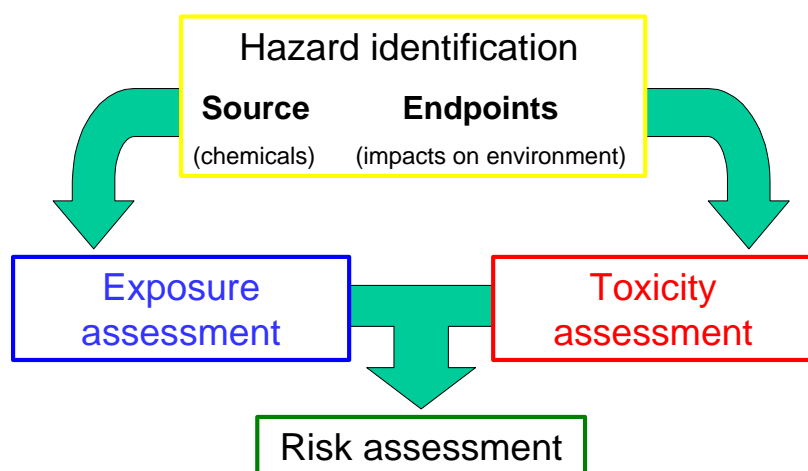 Hazard identification
Source Endpoints
(chemicals) (impacts on environment)
Exposure Toxicity
assessment assessment
Risk assessment